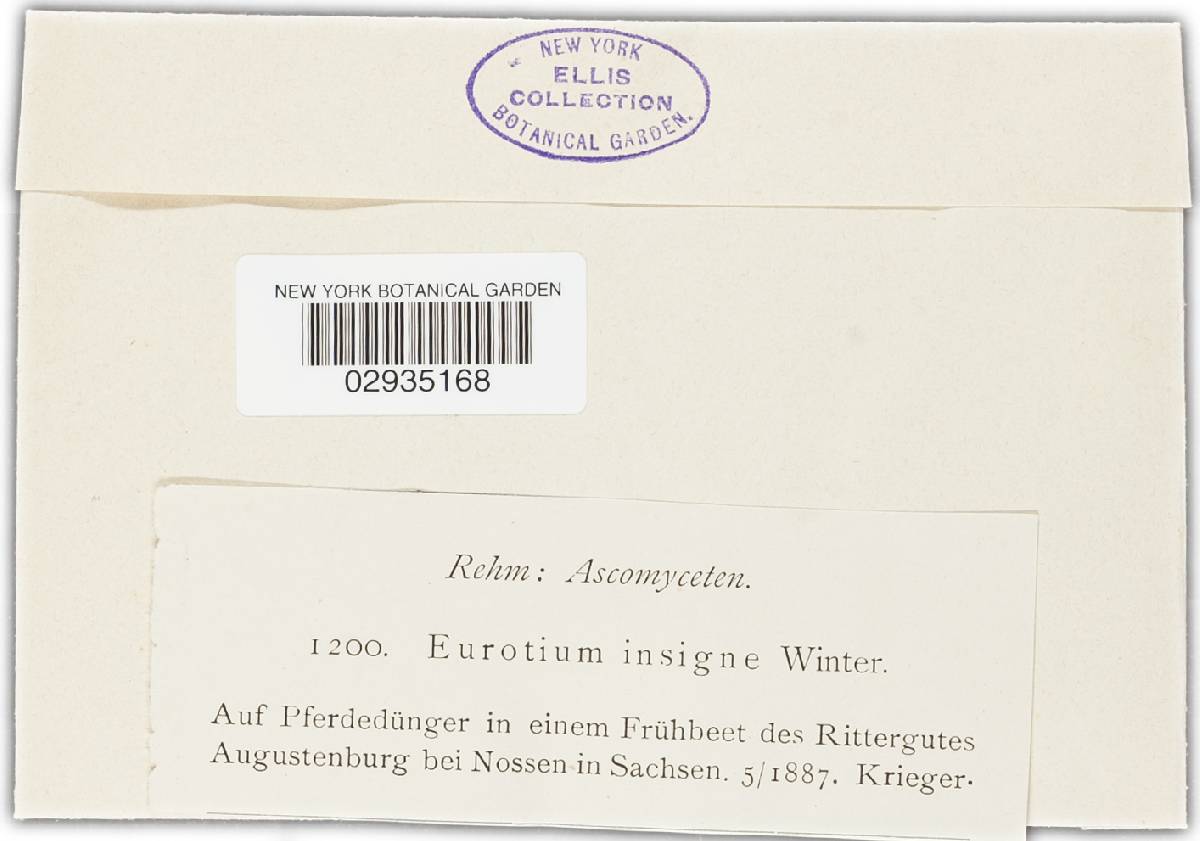 NEW YORK
ELLIS
COLLECTION
BOTANICAL GARDEN.
NEW YORK BOTANICAL GARDEN
02935168
Rehm: Ascomyceten.
1200. Eurotium insigne Winter.
Auf Pferdedünger in einem Frühbeet des Rittergutes
Augustenburg bei Nossen in Sachsen. 5/1887. Krieger.